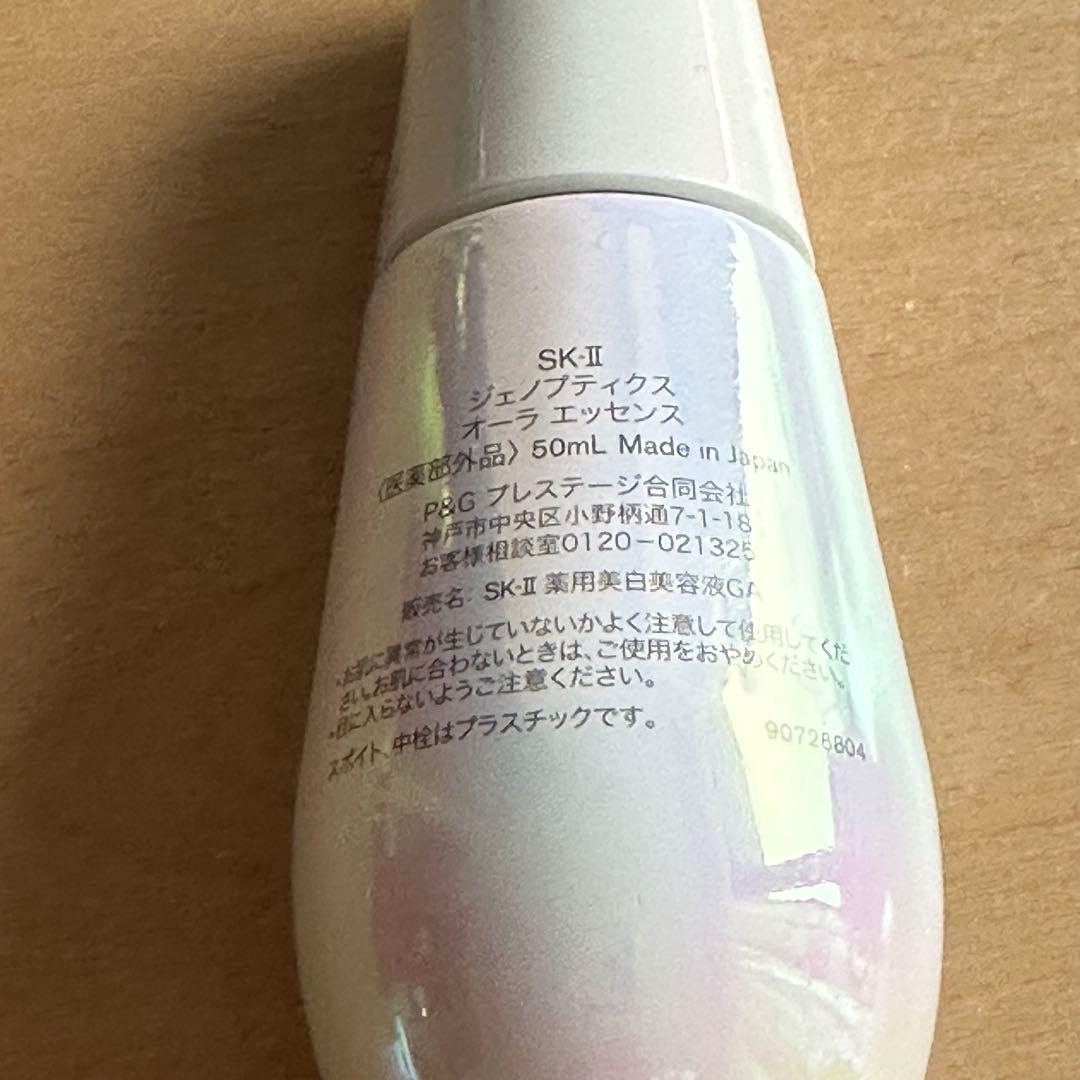 SK-II
ジェノプティクス
オーラ エッセンス
〈医薬部外品〉 50mL Made in Japan
P&G プレステージ合同会社
神戸市中央区小野柄通7-1-18
お客様相談室0120-021325
販売名: SK-II 薬用美白美容液GA
•お肌に異常が生じていないかよく注意して使用してくだ
さい。お肌に合わないときは、ご使用をおやめください。
•目に入らないようご注意ください。
スポイト、中栓はプラスチックです。
90728804